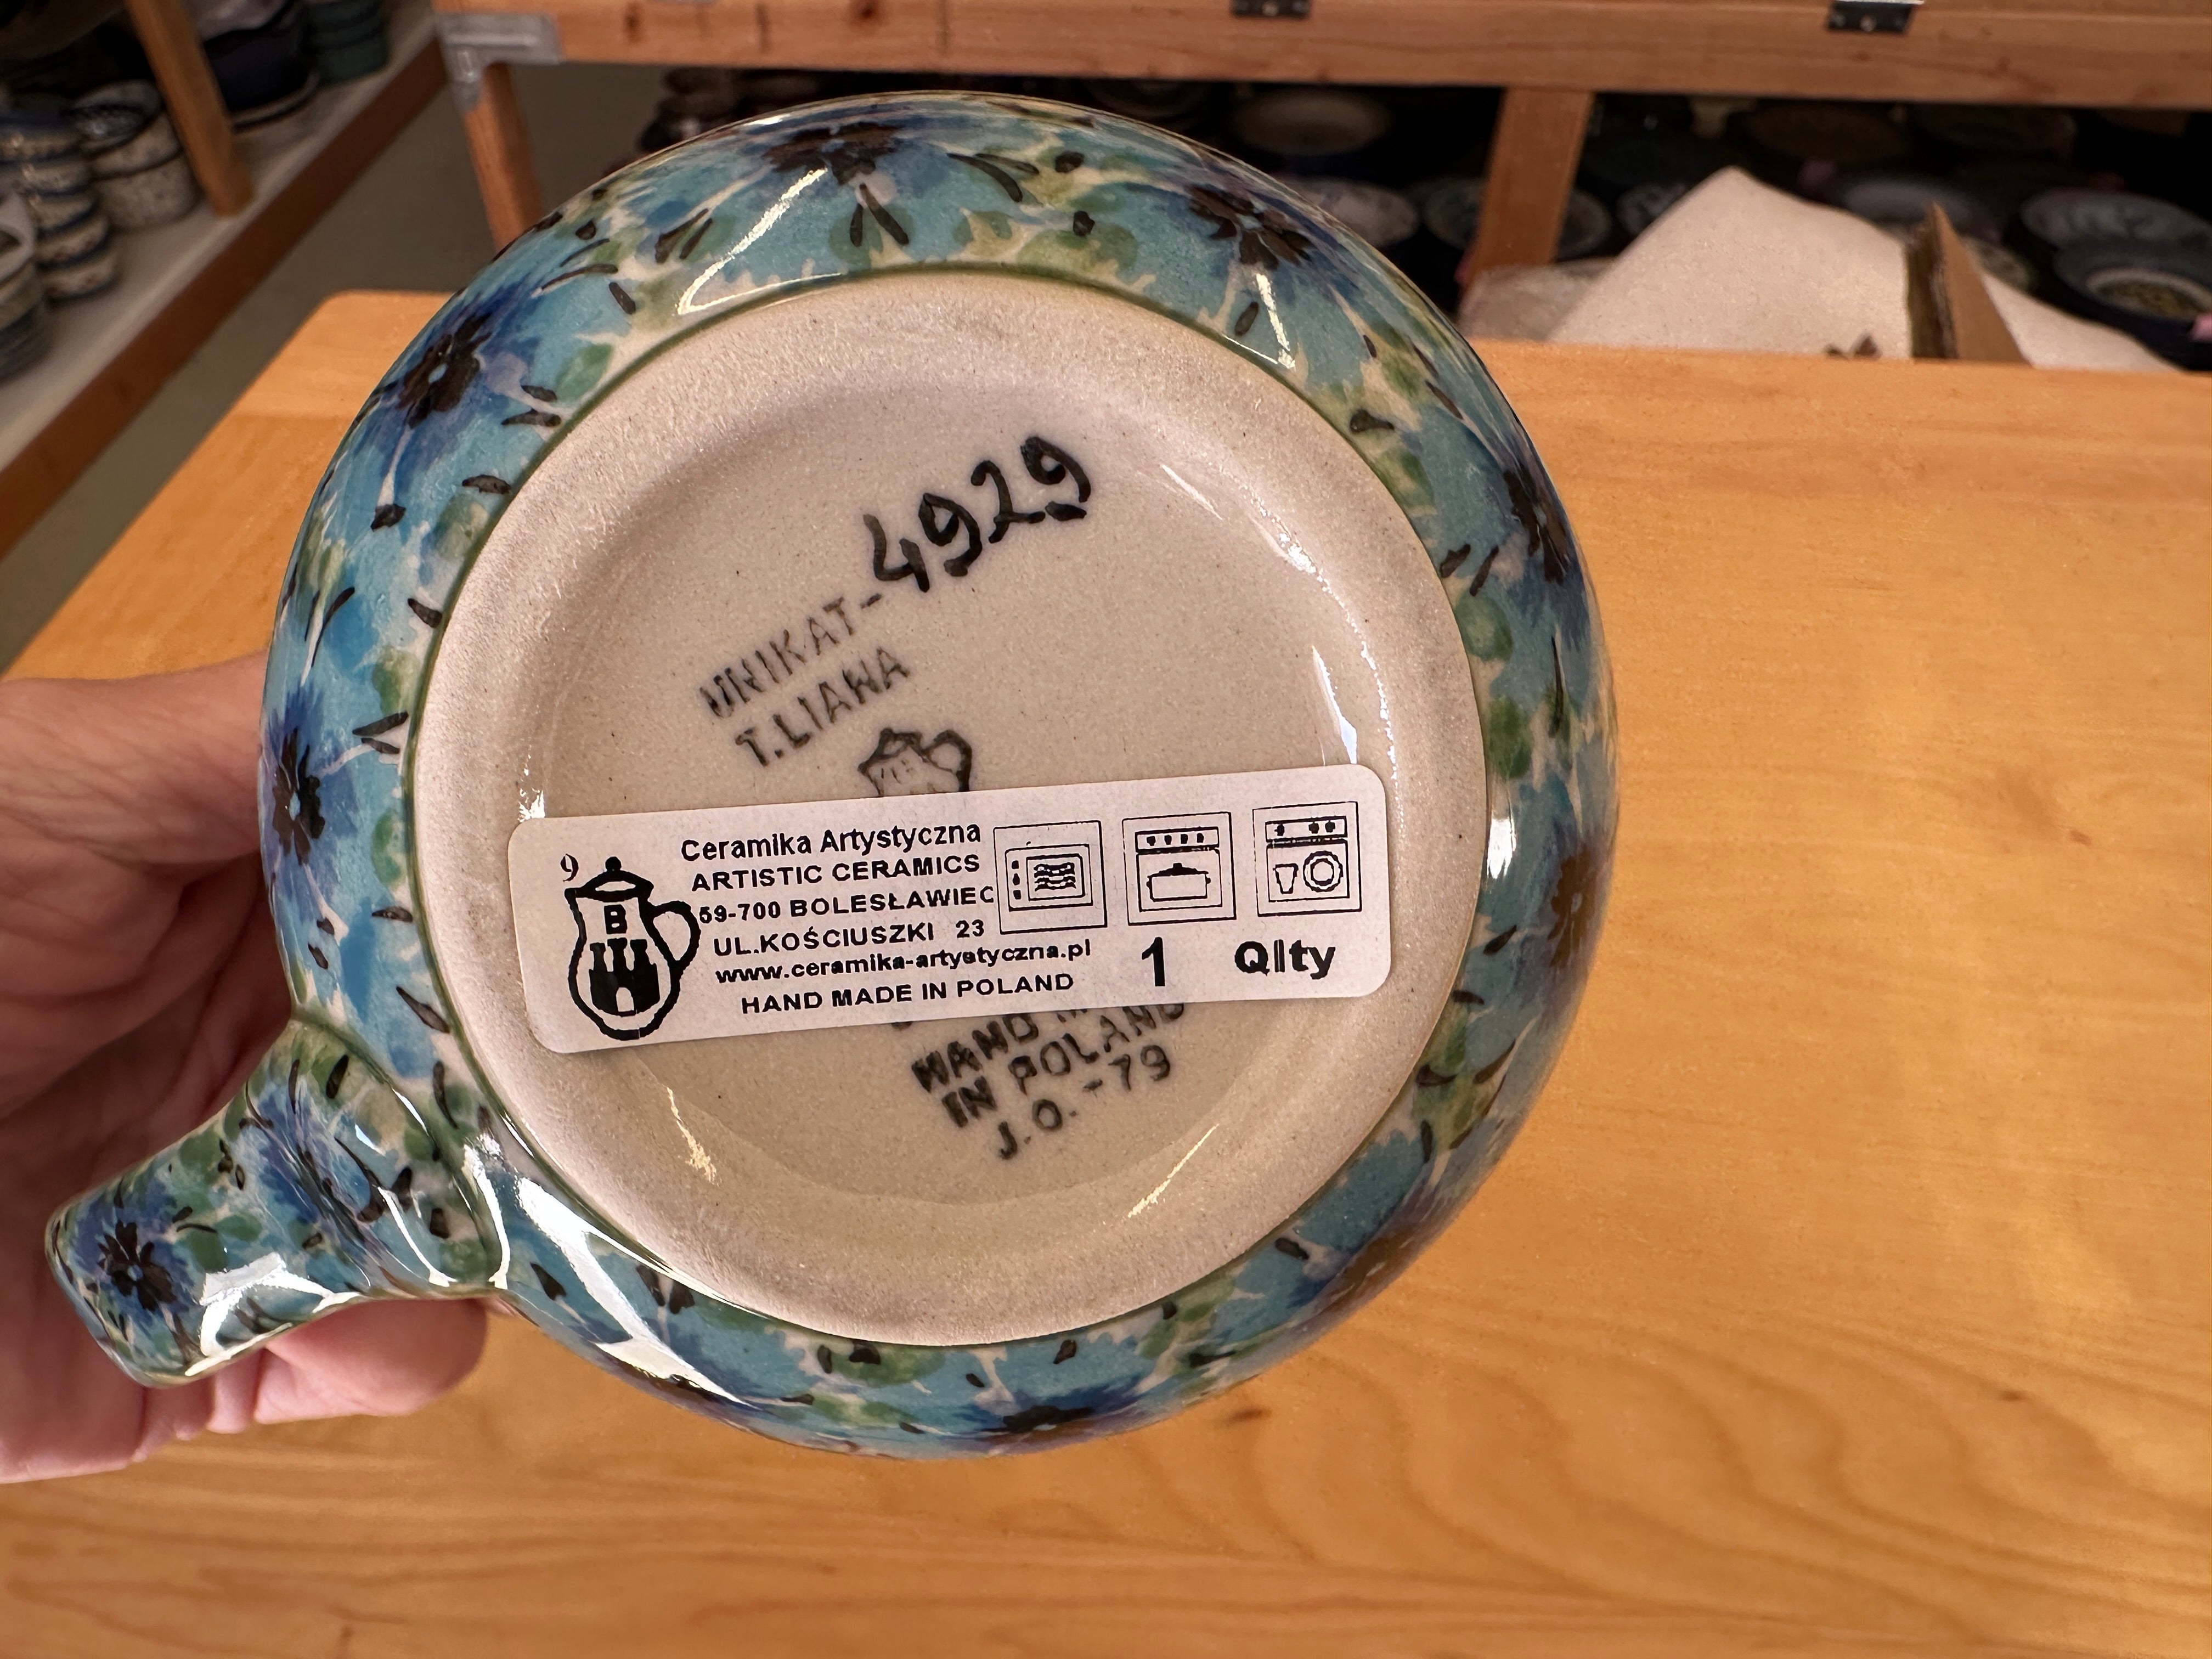 UNIKAT-4929
T.LIANA
9
B
Ceramika Artystyczna
ARTISTIC CERAMICS
59-700 BOLESŁAWIEC
UL.KOŚCIUSZKI 23
www.ceramika-artystyczna.pl
HAND MADE IN POLAND
1 Qlty
HAND
IN POLAND
J.O.-79